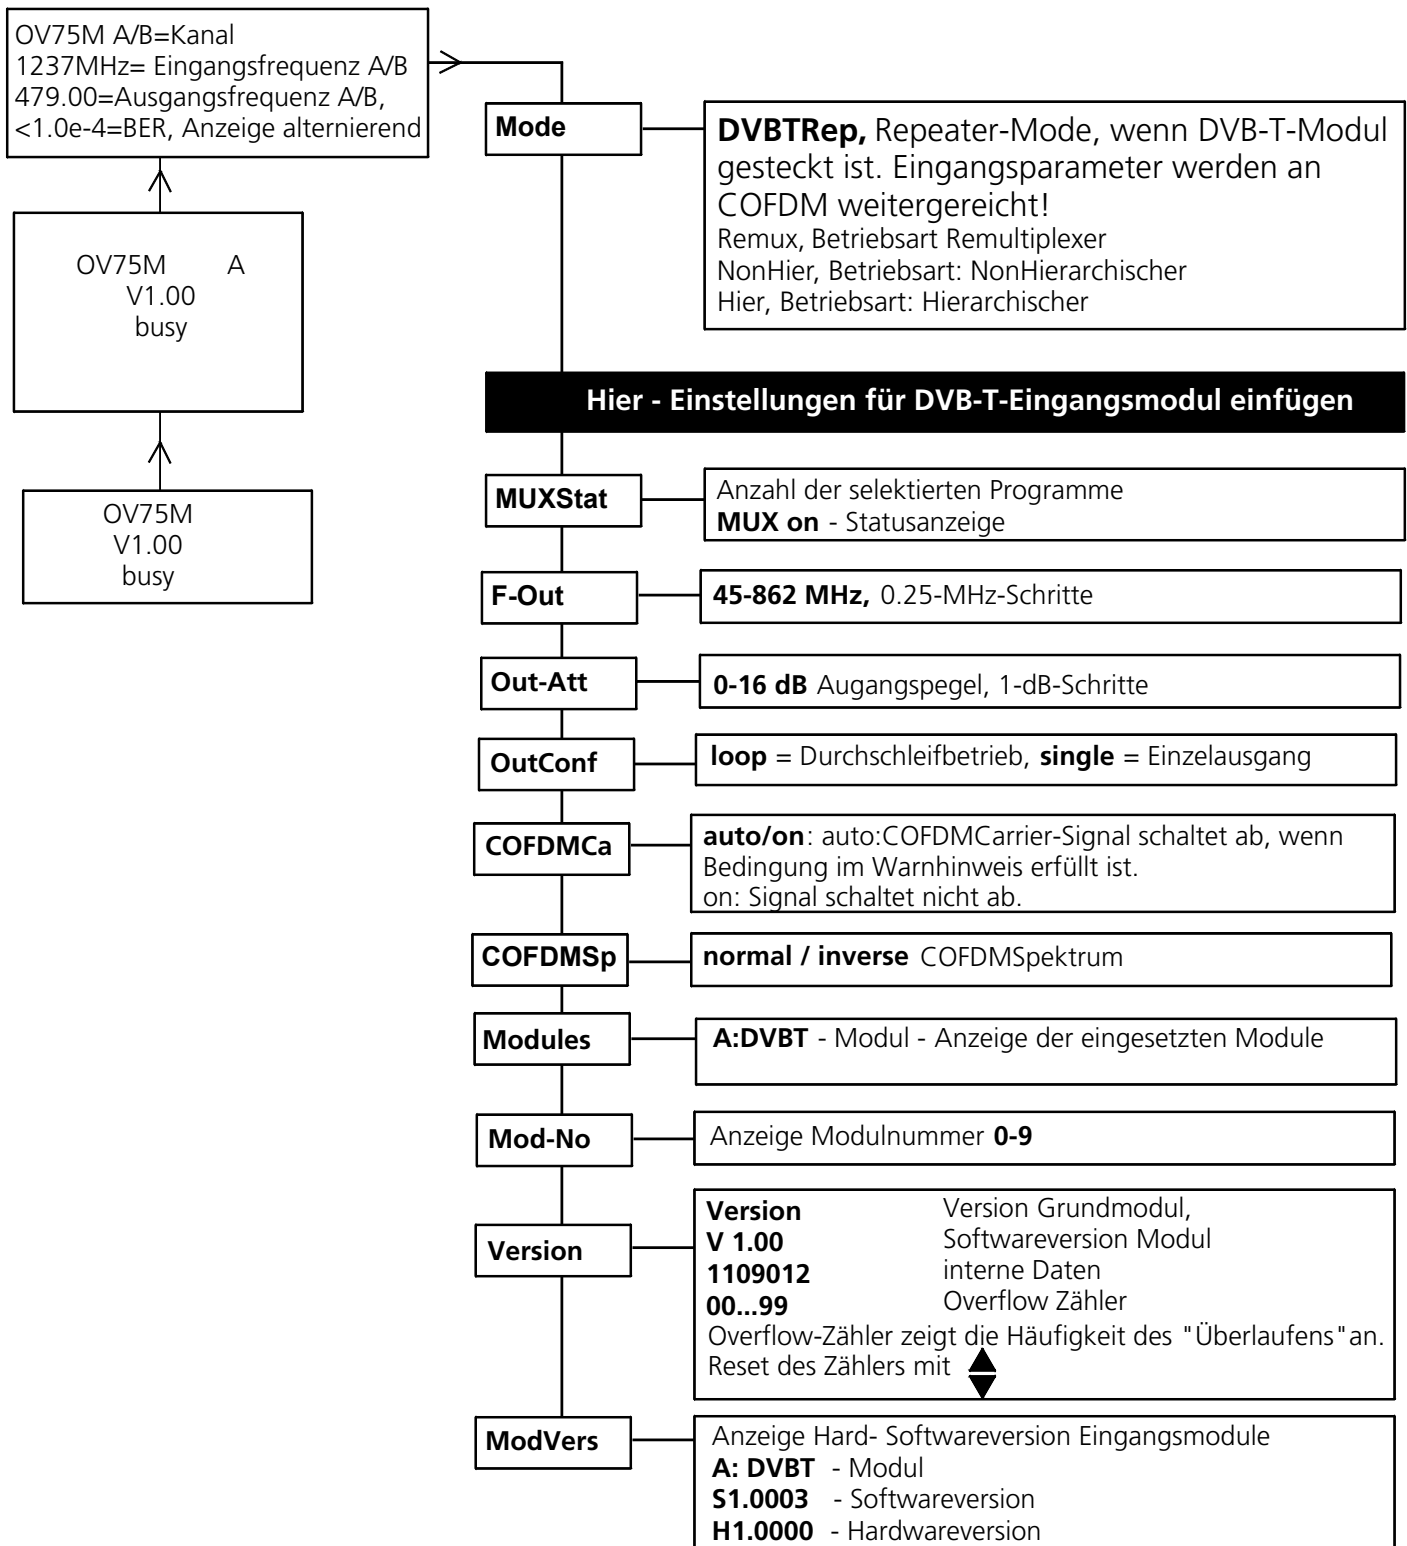 OV75M A/B=Kanal
1237MHz= Eingangsfrequenz A/B
479.00=Ausgangsfrequenz A/B,
<1.0e-4=BER, Anzeige alternierend
OV75M A
V1.00
busy
OV75M
V1.00
busy
Mode
DVBTRep, Repeater-Mode, wenn DVB-T-Modul
gesteckt ist. Eingangsparameter werden an
COFDM weitergereicht!
Remux, Betriebsart Remultiplexer
NonHier, Betriebsart: NonHierarchischer
Hier, Betriebsart: Hierarchischer
Hier - Einstellungen für DVB-T-Eingangsmodul einfügen
MUXStat
Anzahl der selektierten Programme
MUX on - Statusanzeige
F-Out
45-862 MHz, 0.25-MHz-Schritte
Out-Att
0-16 dB Augangspegel, 1-dB-Schritte
OutConf
loop = Durchschleifbetrieb, single = Einzelausgang
COFDMCa
auto/on: auto:COFDMCarrier-Signal schaltet ab, wenn
Bedingung im Warnhinweis erfüllt ist.
on: Signal schaltet nicht ab.
COFDMSp
normal / inverse COFDMSpektrum
Modules
A:DVBT - Modul - Anzeige der eingesetzten Module
Mod-No
Anzeige Modulnummer 0-9
Version
Version Version Grundmodul,
V 1.00 Softwareversion Modul
1109012 interne Daten
00...99 Overflow Zähler
Overflow-Zähler zeigt die Häufigkeit des "Überlaufens"an.
Reset des Zählers mit
ModVers
Anzeige Hard- Softwareversion Eingangsmodule
A: DVBT - Modul
S1.0003 - Softwareversion
H1.0000 - Hardwareversion